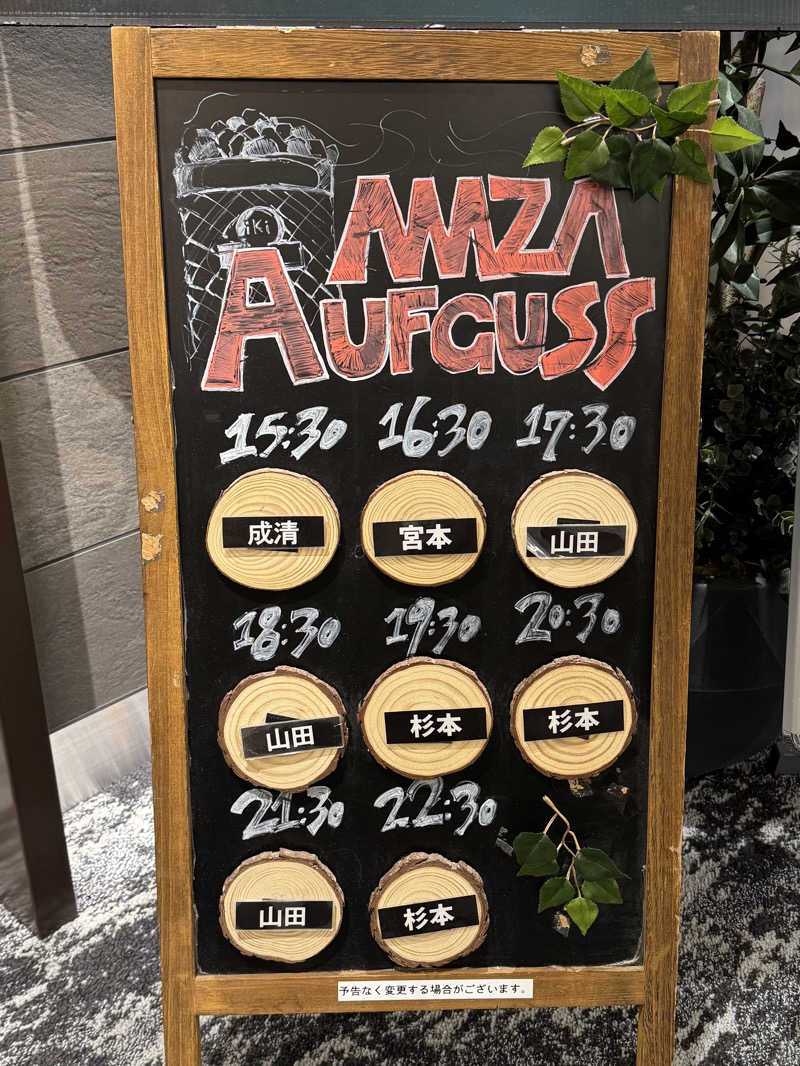 iki
AMZA
AUFGUSS
15:30 16:30 17:30
成清 宮本 山田
18:30 19:30 20:30
山田 杉本 杉本
21:30 22:30
山田 杉本
予告なく変更する場合がございます。